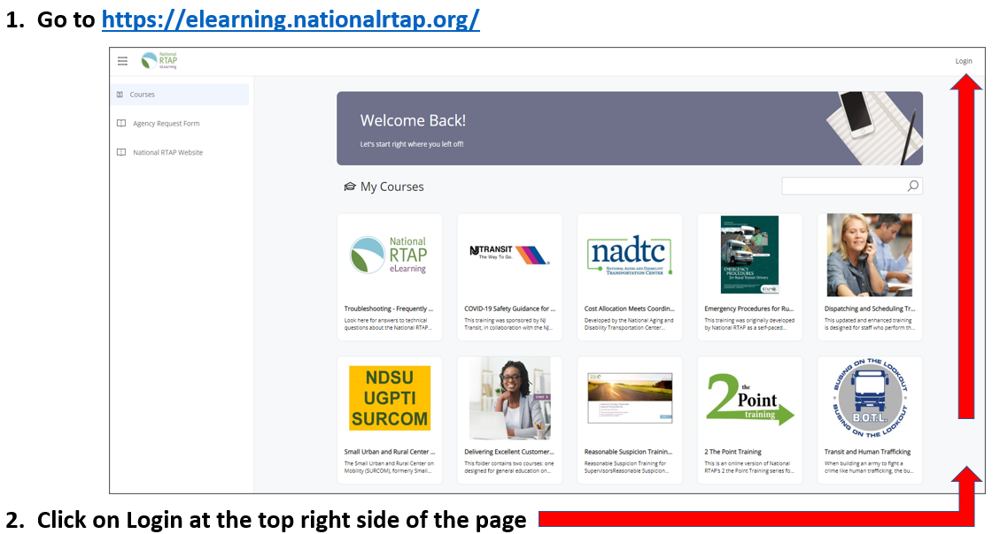 1. Go to https://elearning.nationalrtap.org/
National
RTAP
eLearning
Login
Courses
Agency Request Form
National RTAP Website
Welcome Back!
Let's start right where you left off!
My Courses
National
RTAP
eLearning
NJTRANSIT
The Way To Go.
nadtc
NATIONAL AGING AND DISABILITY
TRANSPORTATION CENTER
EMERGENCY
PROCEDURES
for Rural Transit Drivers
RTAP
Troubleshooting - Frequently ...
Look here for answers to technical
questions about the National RTAP...
COVID-19 Safety Guidance for ...
This training was sponsored by NJ
Transit, in collaboration with the NJ...
Cost Allocation Meets Coordin...
Developed by the National Aging and
Disability Transportation Center...
Emergency Procedures for Ru...
This training was originally developed
by National RTAP as a self-paced...
Dispatching and Scheduling Tr...
This updated and enhanced training
is designed for staff who perform th...
NDSU
UGPTI
SURCOM
START >
2 the
Point
training
BUSING ON THE LOOKOUT
B.O.T.L.
BUSING ON THE LOOKOUT
Small Urban and Rural Center ...
The Small Urban and Rural Center on
Mobility (SURCOM), formerly Small...
Delivering Excellent Customer...
This folder contains two courses: one
designed for general education on...
Reasonable Suspicion Trainin...
Reasonable Suspicion Training for
SupervisorsReasonable Suspicion...
2 The Point Training
This is an online version of National
RTAP's 2 the Point Training series fo...
Transit and Human Trafficking
When building an army to fight a
crime like human trafficking, the bu...
2. Click on Login at the top right side of the page